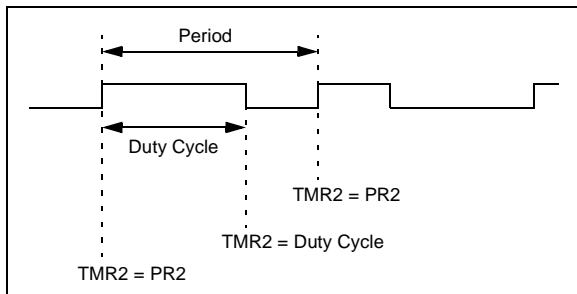 Period
Duty Cycle
TMR2 = PR2
TMR2 = Duty Cycle
TMR2 = PR2